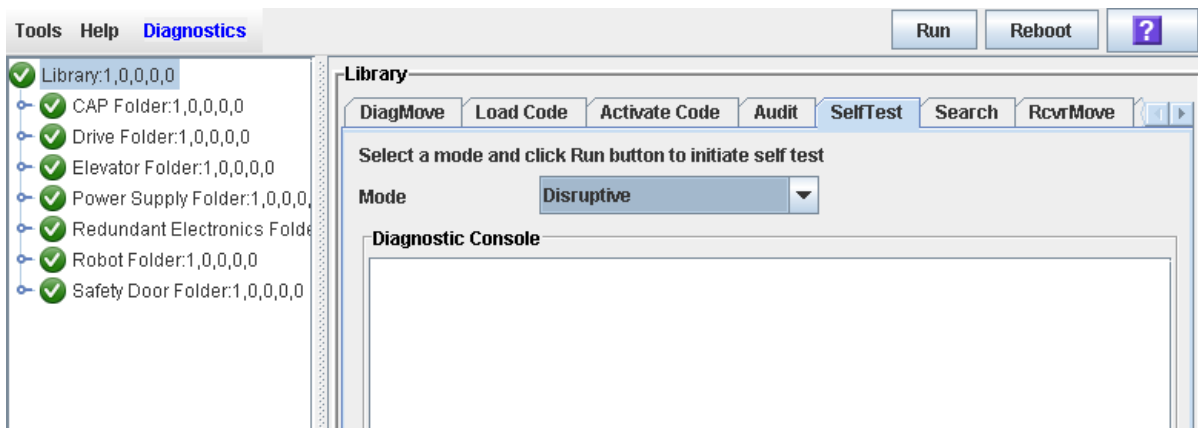 Tools Help Diagnostics Run Reboot ?
Library:1,0,0,0,0
CAP Folder:1,0,0,0,0
Drive Folder:1,0,0,0,0
Elevator Folder:1,0,0,0,0
Power Supply Folder:1,0,0,0,
Redundant Electronics Folde
Robot Folder:1,0,0,0,0
Safety Door Folder:1,0,0,0,0
Library
DiagMove Load Code Activate Code Audit SelfTest Search RcvrMove
Select a mode and click Run button to initiate self test
Mode Disruptive
Diagnostic Console